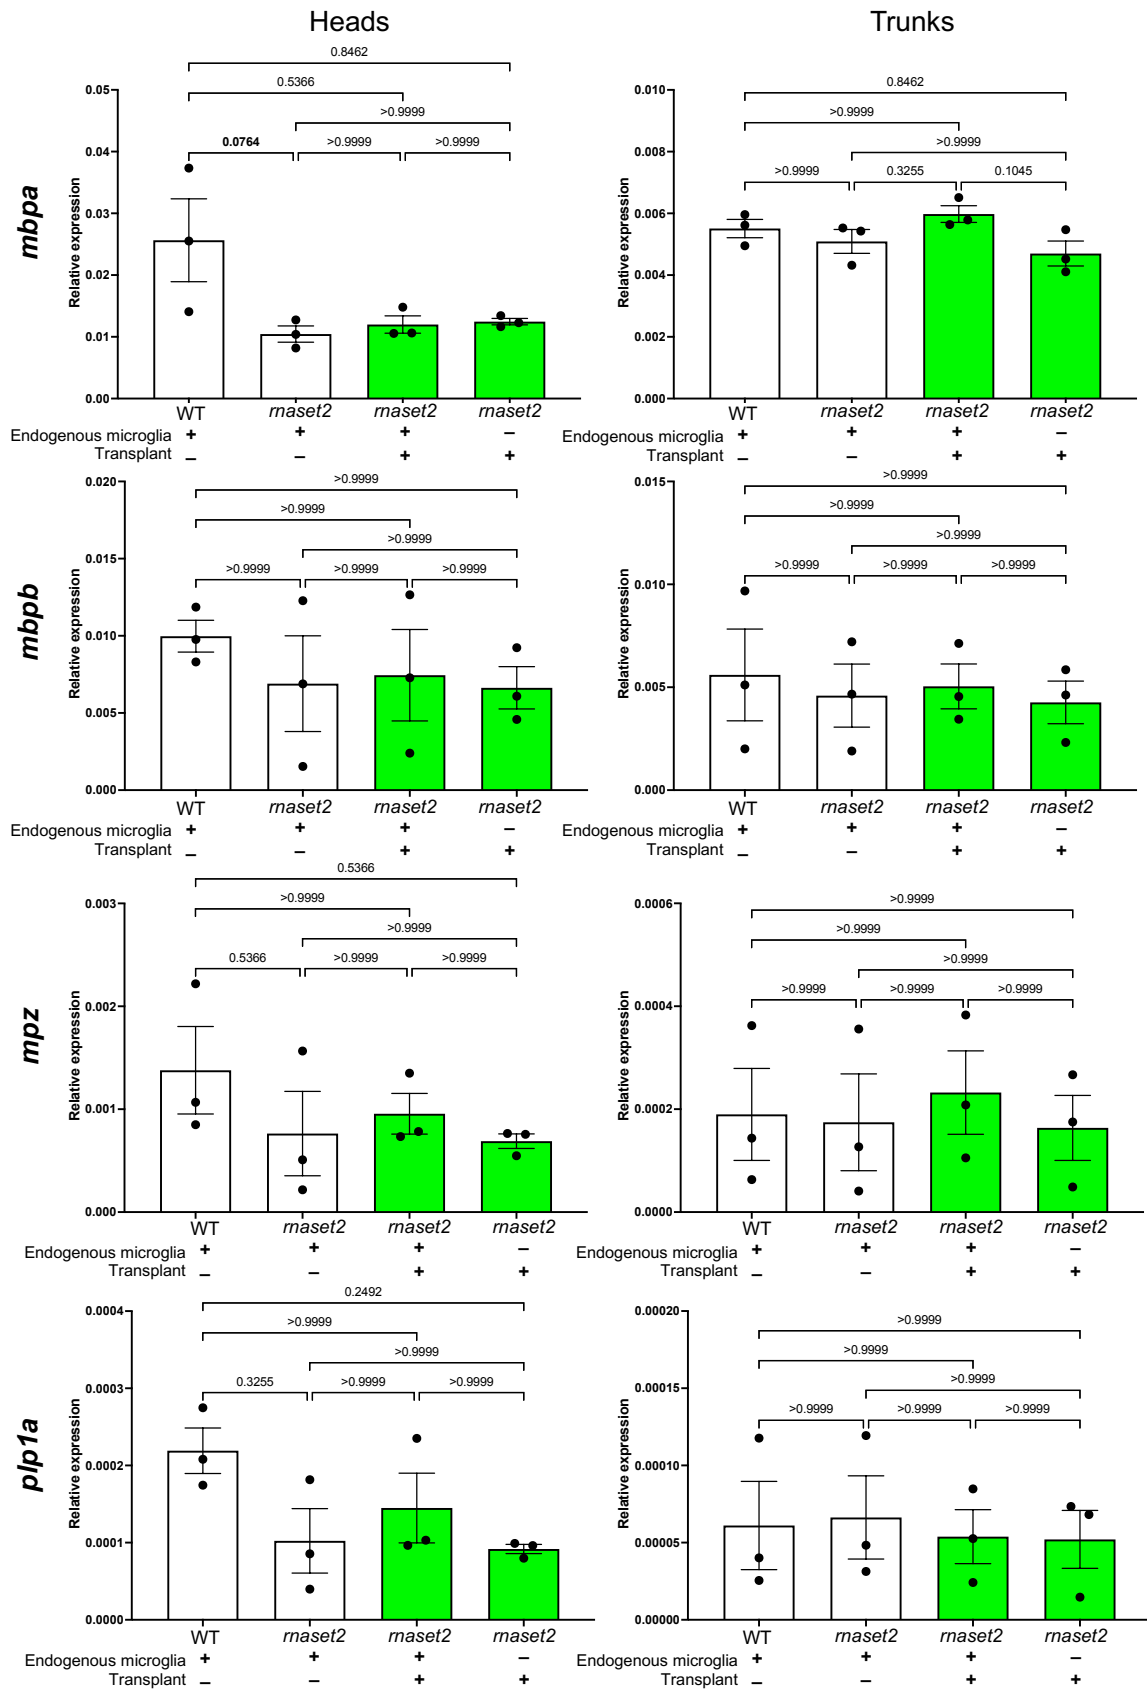 Heads
Trunks
mbpa
Relative expression
0.05
0.04
0.03
0.02
0.01
0.00
0.8462
0.5366
>0.9999
0.0764 >0.9999 >0.9999
WT rnaset2 rnaset2 rnaset2
Endogenous microglia + + + –
Transplant – – + +
Relative expression
0.010
0.008
0.006
0.004
0.002
0.000
0.8462
>0.9999
>0.9999
>0.9999 0.3255 0.1045
WT rnaset2 rnaset2 rnaset2
Endogenous microglia + + + –
Transplant – – + +
mbpb
Relative expression
0.020
0.015
0.010
0.005
0.000
>0.9999
>0.9999
>0.9999
>0.9999 >0.9999 >0.9999
WT rnaset2 rnaset2 rnaset2
Endogenous microglia + + + –
Transplant – – + +
Relative expression
0.015
0.010
0.005
0.000
>0.9999
>0.9999
>0.9999
>0.9999 >0.9999 >0.9999
WT rnaset2 rnaset2 rnaset2
Endogenous microglia + + + –
Transplant – – + +
mpz
Relative expression
0.003
0.002
0.001
0.000
0.5366
>0.9999
>0.9999
0.5366 >0.9999 >0.9999
WT rnaset2 rnaset2 rnaset2
Endogenous microglia + + + –
Transplant – – + +
Relative expression
0.0006
0.0004
0.0002
0.0000
>0.9999
>0.9999
>0.9999
>0.9999 >0.9999 >0.9999
WT rnaset2 rnaset2 rnaset2
Endogenous microglia + + + –
Transplant – – + +
plp1a
Relative expression
0.0004
0.0003
0.0002
0.0001
0.0000
0.2492
>0.9999
>0.9999
0.3255 >0.9999 >0.9999
WT rnaset2 rnaset2 rnaset2
Endogenous microglia + + + –
Transplant – – + +
Relative expression
0.00020
0.00015
0.00010
0.00005
0.00000
>0.9999
>0.9999
>0.9999
>0.9999 >0.9999 >0.9999
WT rnaset2 rnaset2 rnaset2
Endogenous microglia + + + –
Transplant – – + +